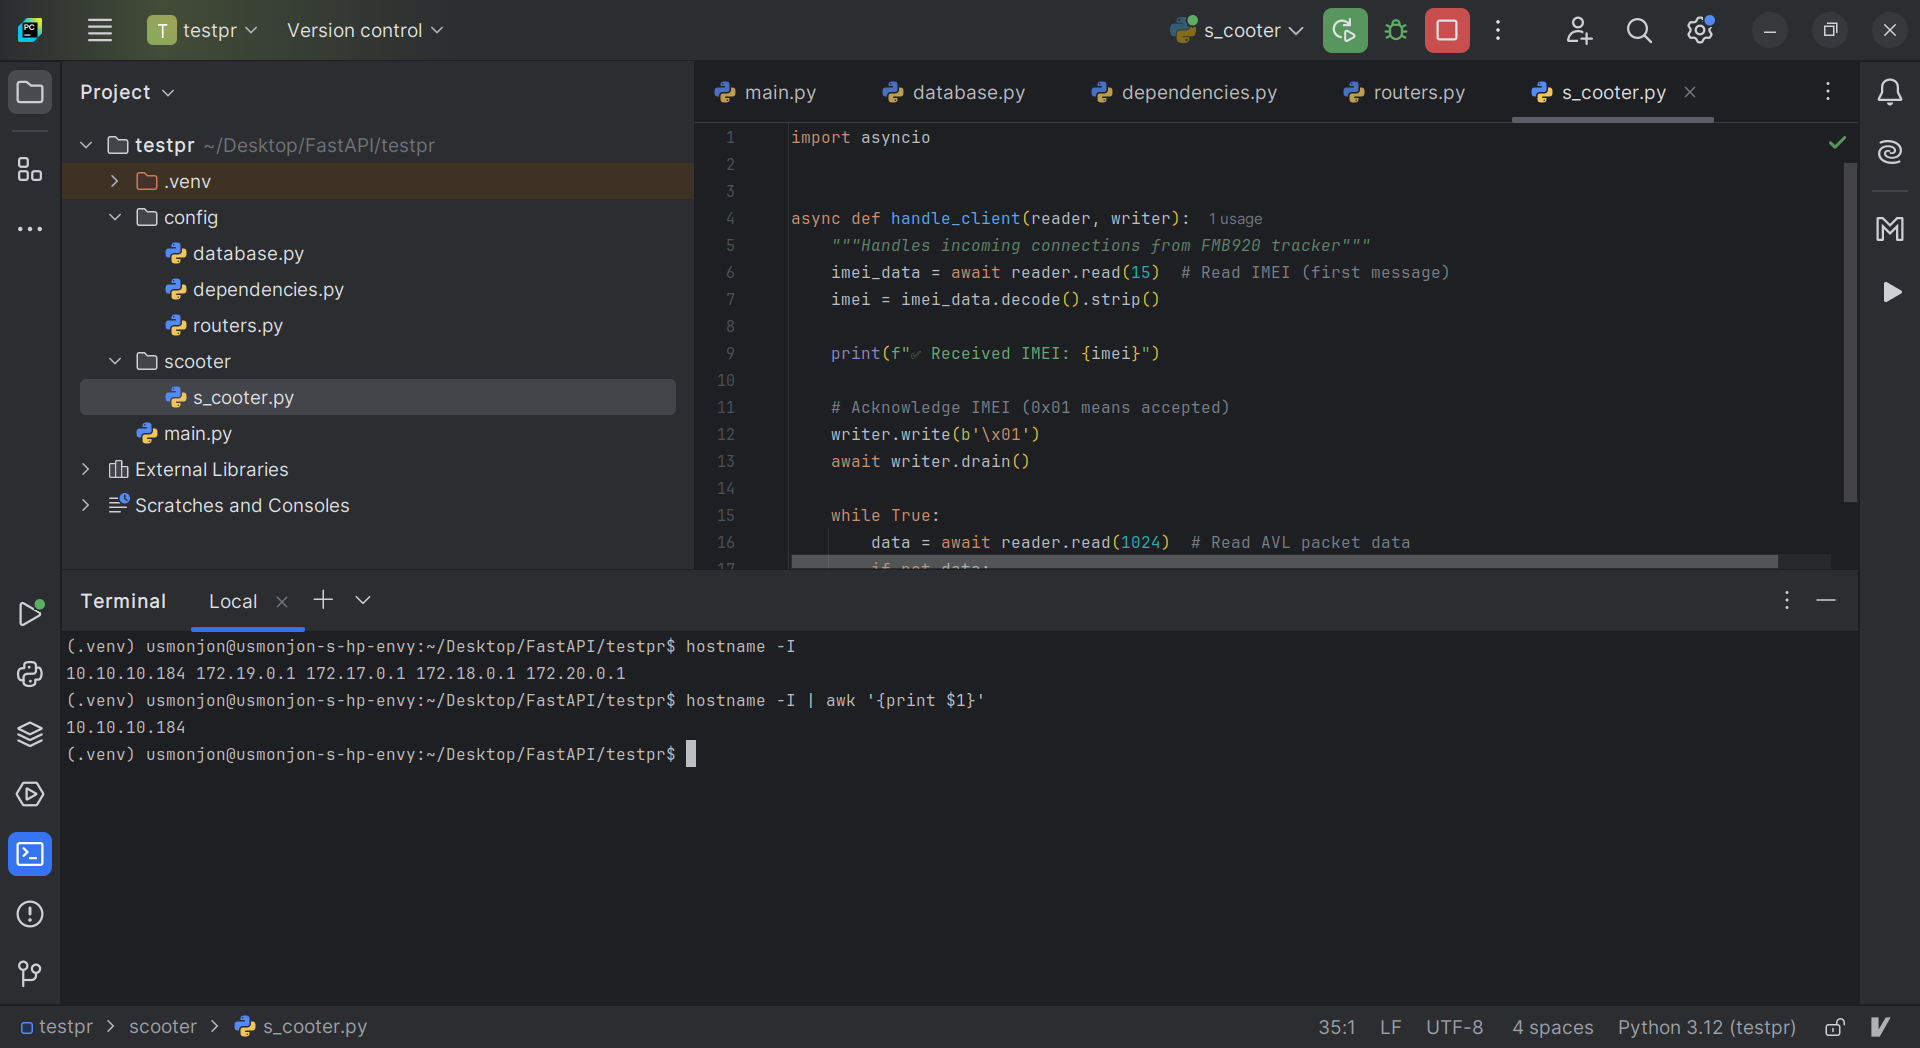 PC
T testpr Version control s_cooter
Project
testpr ~/Desktop/FastAPI/testpr
.venv
config
database.py
dependencies.py
routers.py
scooter
s_cooter.py
main.py
External Libraries
Scratches and Consoles
main.py database.py dependencies.py routers.py s_cooter.py
1 import asyncio
2
3
4 async def handle_client(reader, writer): 1 usage
5 """Handles incoming connections from FMB920 tracker"""
6 imei_data = await reader.read(15) # Read IMEI (first message)
7 imei = imei_data.decode().strip()
8
9 print(f"✅ Received IMEI: {imei}")
10
11 # Acknowledge IMEI (0x01 means accepted)
12 writer.write(b'\x01')
13 await writer.drain()
14
15 while True:
16 data = await reader.read(1024) # Read AVL packet data
17 if not data:
Terminal Local
(.venv) usmonjon@usmonjon-s-hp-envy:~/Desktop/FastAPI/testpr$ hostname -I
10.10.10.184 172.19.0.1 172.17.0.1 172.18.0.1 172.20.0.1
(.venv) usmonjon@usmonjon-s-hp-envy:~/Desktop/FastAPI/testpr$ hostname -I | awk '{print $1}'
10.10.10.184
(.venv) usmonjon@usmonjon-s-hp-envy:~/Desktop/FastAPI/testpr$
testpr > scooter > s_cooter.py 35:1 LF UTF-8 4 spaces Python 3.12 (testpr)